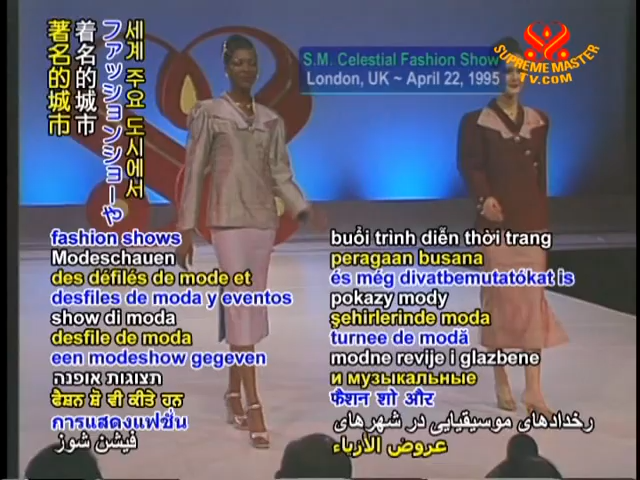 세계 주요 도시에서
ファッションショーや
着名的城市
著名的城市
S.M. Celestial Fashion Show
London, UK ~ April 22, 1995
SUPREME MASTER
TV.COM
fashion shows
Modeschauen
des défilés de mode et
desfiles de moda y eventos
show di moda
desfile de moda
een modeshow gegeven
תצוגות אופנה
ਫੈਸ਼ਨ ਸ਼ੋ ਵੀ ਕੀਤੇ ਹਨ
การแสดงแฟชั่น
فيشن شوز
buổi trình diễn thời trang
peragaan busana
és még divatbemutatókat is
pokazy mody
şehirlerinde moda
turnee de modă
modne revije i glazbene
и музыкальные
फैशन शो और
رخدادهای موسیقیایی در شهرهای
عروض الأزياء